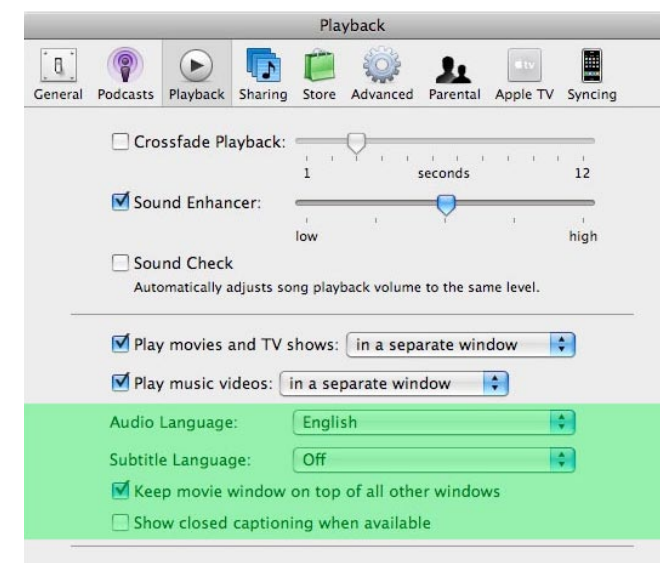 Playback
General Podcasts Playback Sharing Store Advanced Parental Apple TV Syncing
Crossfade Playback:
1 seconds 12
Sound Enhancer:
low high
Sound Check
Automatically adjusts song playback volume to the same level.
Play movies and TV shows: in a separate window
Play music videos: in a separate window
Audio Language: English
Subtitle Language: Off
Keep movie window on top of all other windows
Show closed captioning when available